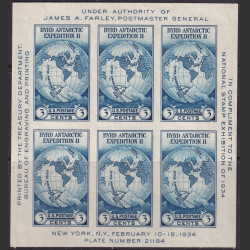 UNDER AUTHORITY OF
JAMES A. FARLEY, POSTMASTER GENERAL
PRINTED BY THE TREASURY DEPARTMENT,
BUREAU OF ENGRAVING AND PRINTING
IN COMPLIMENT TO THE
NATIONAL STAMP EXHIBITION OF 1934
BYRD ANTARCTIC
EXPEDITION II
U.S. POSTAGE
3 CENTS 3
BYRD ANTARCTIC
EXPEDITION II
U.S. POSTAGE
3 CENTS 3
BYRD ANTARCTIC
EXPEDITION II
U.S. POSTAGE
3 CENTS 3
BYRD ANTARCTIC
EXPEDITION II
U.S. POSTAGE
3 CENTS 3
BYRD ANTARCTIC
EXPEDITION II
U.S. POSTAGE
3 CENTS 3
BYRD ANTARCTIC
EXPEDITION II
U.S. POSTAGE
3 CENTS 3
NEW YORK, N.Y., FEBRUARY 10-18, 1934
PLATE NUMBER 21184